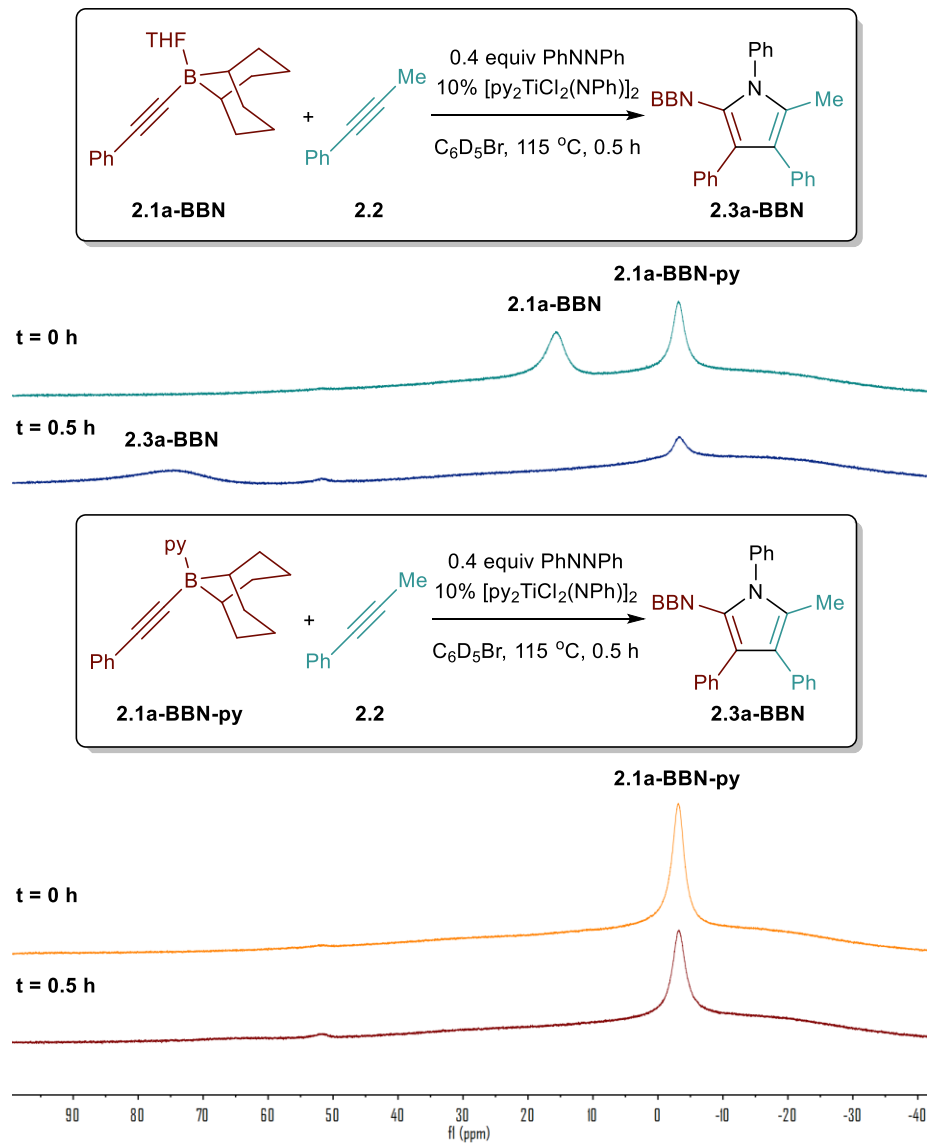 THF
B
Ph
+
Me
Ph
0.4 equiv PhNNPh
10% [py₂TiCl₂(NPh)]₂
C₆D₅Br, 115 ºC, 0.5 h
Ph
N
BBN
Me
Ph
Ph
2.1a-BBN
2.2
2.3a-BBN
2.1a-BBN-py
2.1a-BBN
t = 0 h
t = 0.5 h
2.3a-BBN
py
B
Ph
+
Me
Ph
0.4 equiv PhNNPh
10% [py₂TiCl₂(NPh)]₂
C₆D₅Br, 115 ºC, 0.5 h
Ph
N
BBN
Me
Ph
Ph
2.1a-BBN-py
2.2
2.3a-BBN
2.1a-BBN-py
t = 0 h
t = 0.5 h
90 80 70 60 50 40 30 20 10 0 -10 -20 -30 -40
fl (ppm)